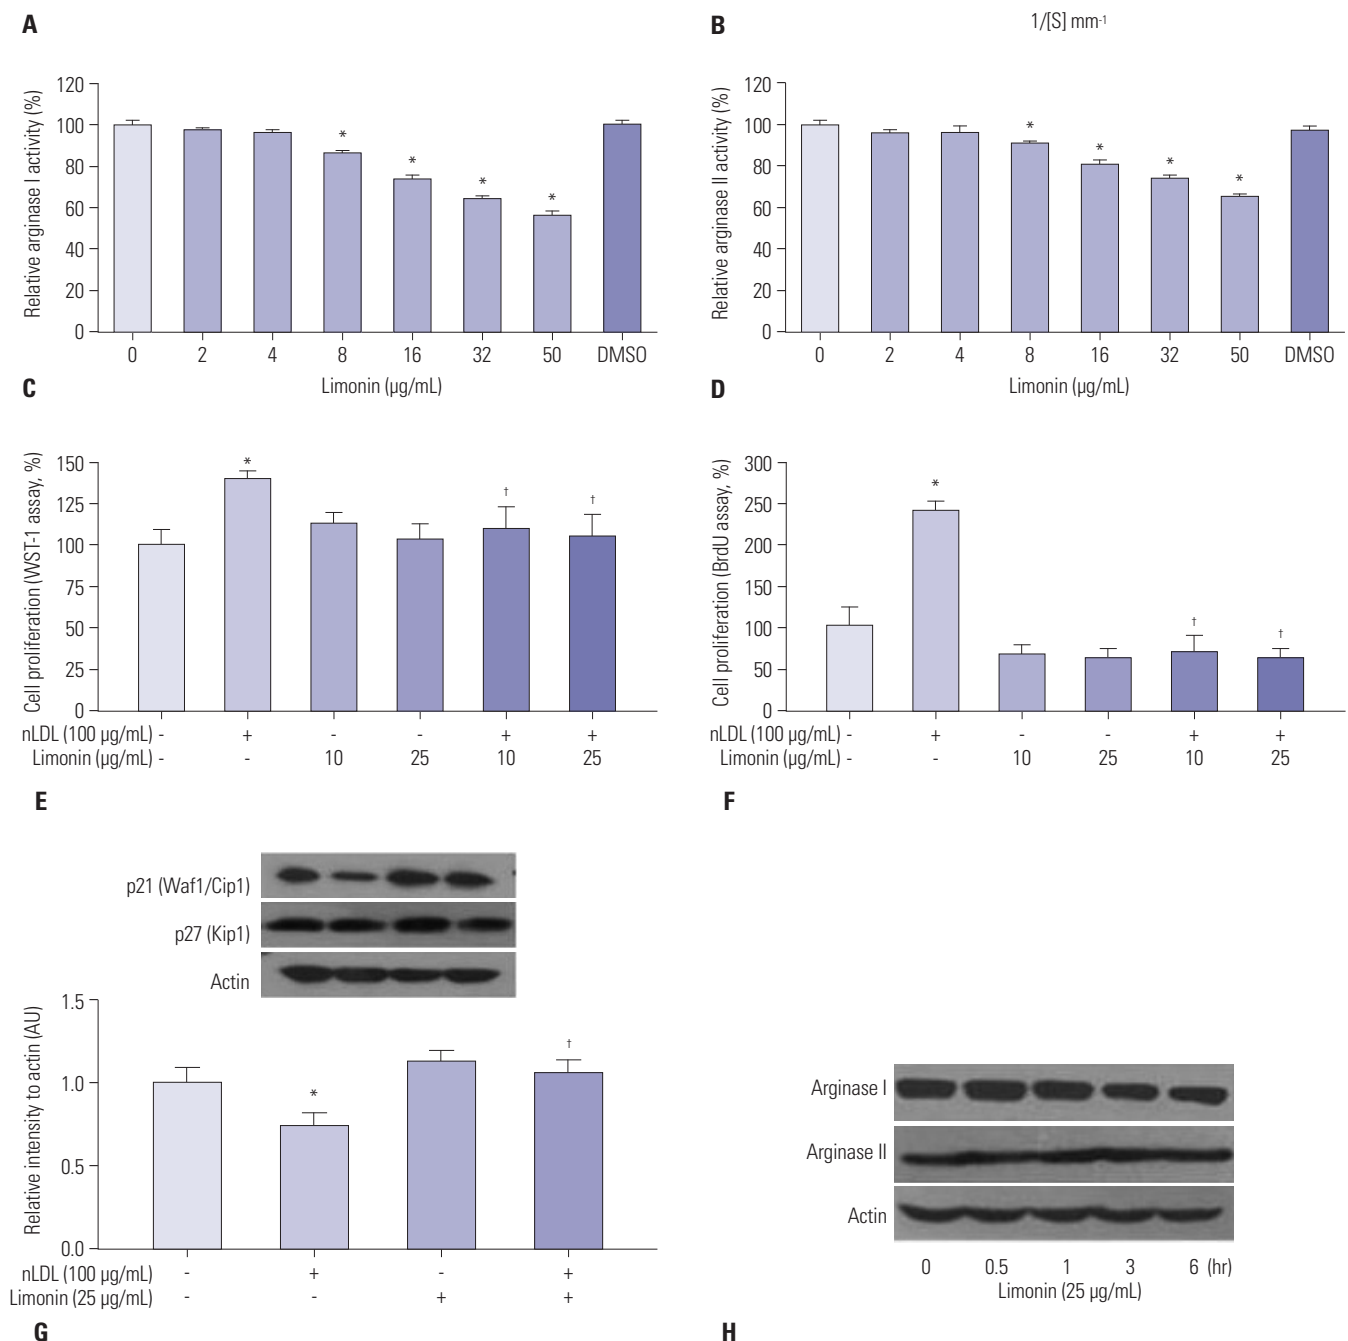 A
B
1/[S] mm-1
Relative arginase I activity (%)
120
100
80
60
40
20
0
* * * *
0 2 4 8 16 32 50 DMSO
Limonin (µg/mL)
Relative arginase II activity (%)
120
100
80
60
40
20
0
* * * *
0 2 4 8 16 32 50 DMSO
Limonin (µg/mL)
C
D
Cell proliferation (WST-1 assay, %)
150
125
100
75
50
25
0
* † †
nLDL (100 µg/mL) - + - - + +
Limonin (µg/mL) - - 10 25 10 25
Cell proliferation (BrdU assay, %)
300
250
200
150
100
50
0
* † †
nLDL (100 µg/mL) - + - - + +
Limonin (µg/mL) - - 10 25 10 25
E
F
p21 (Waf1/Cip1)
p27 (Kip1)
Actin
Relative intensity to actin (AU)
1.5
1.0
0.5
0.0
* †
nLDL (100 µg/mL) - + - +
Limonin (25 µg/mL) - - + +
Arginase I
Arginase II
Actin
0 0.5 1 3 6 (hr)
Limonin (25 µg/mL)
G
H